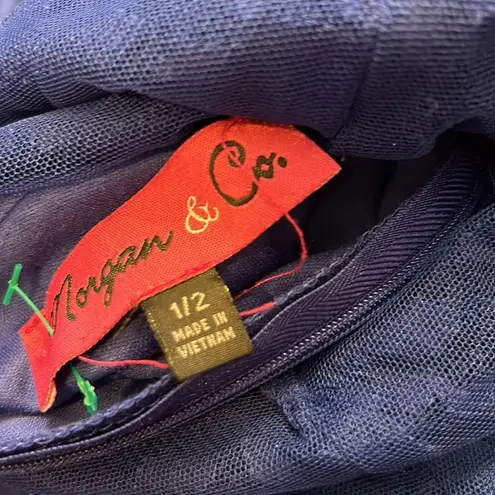 Morgan & Co.
1/2
MADE IN
VIETNAM